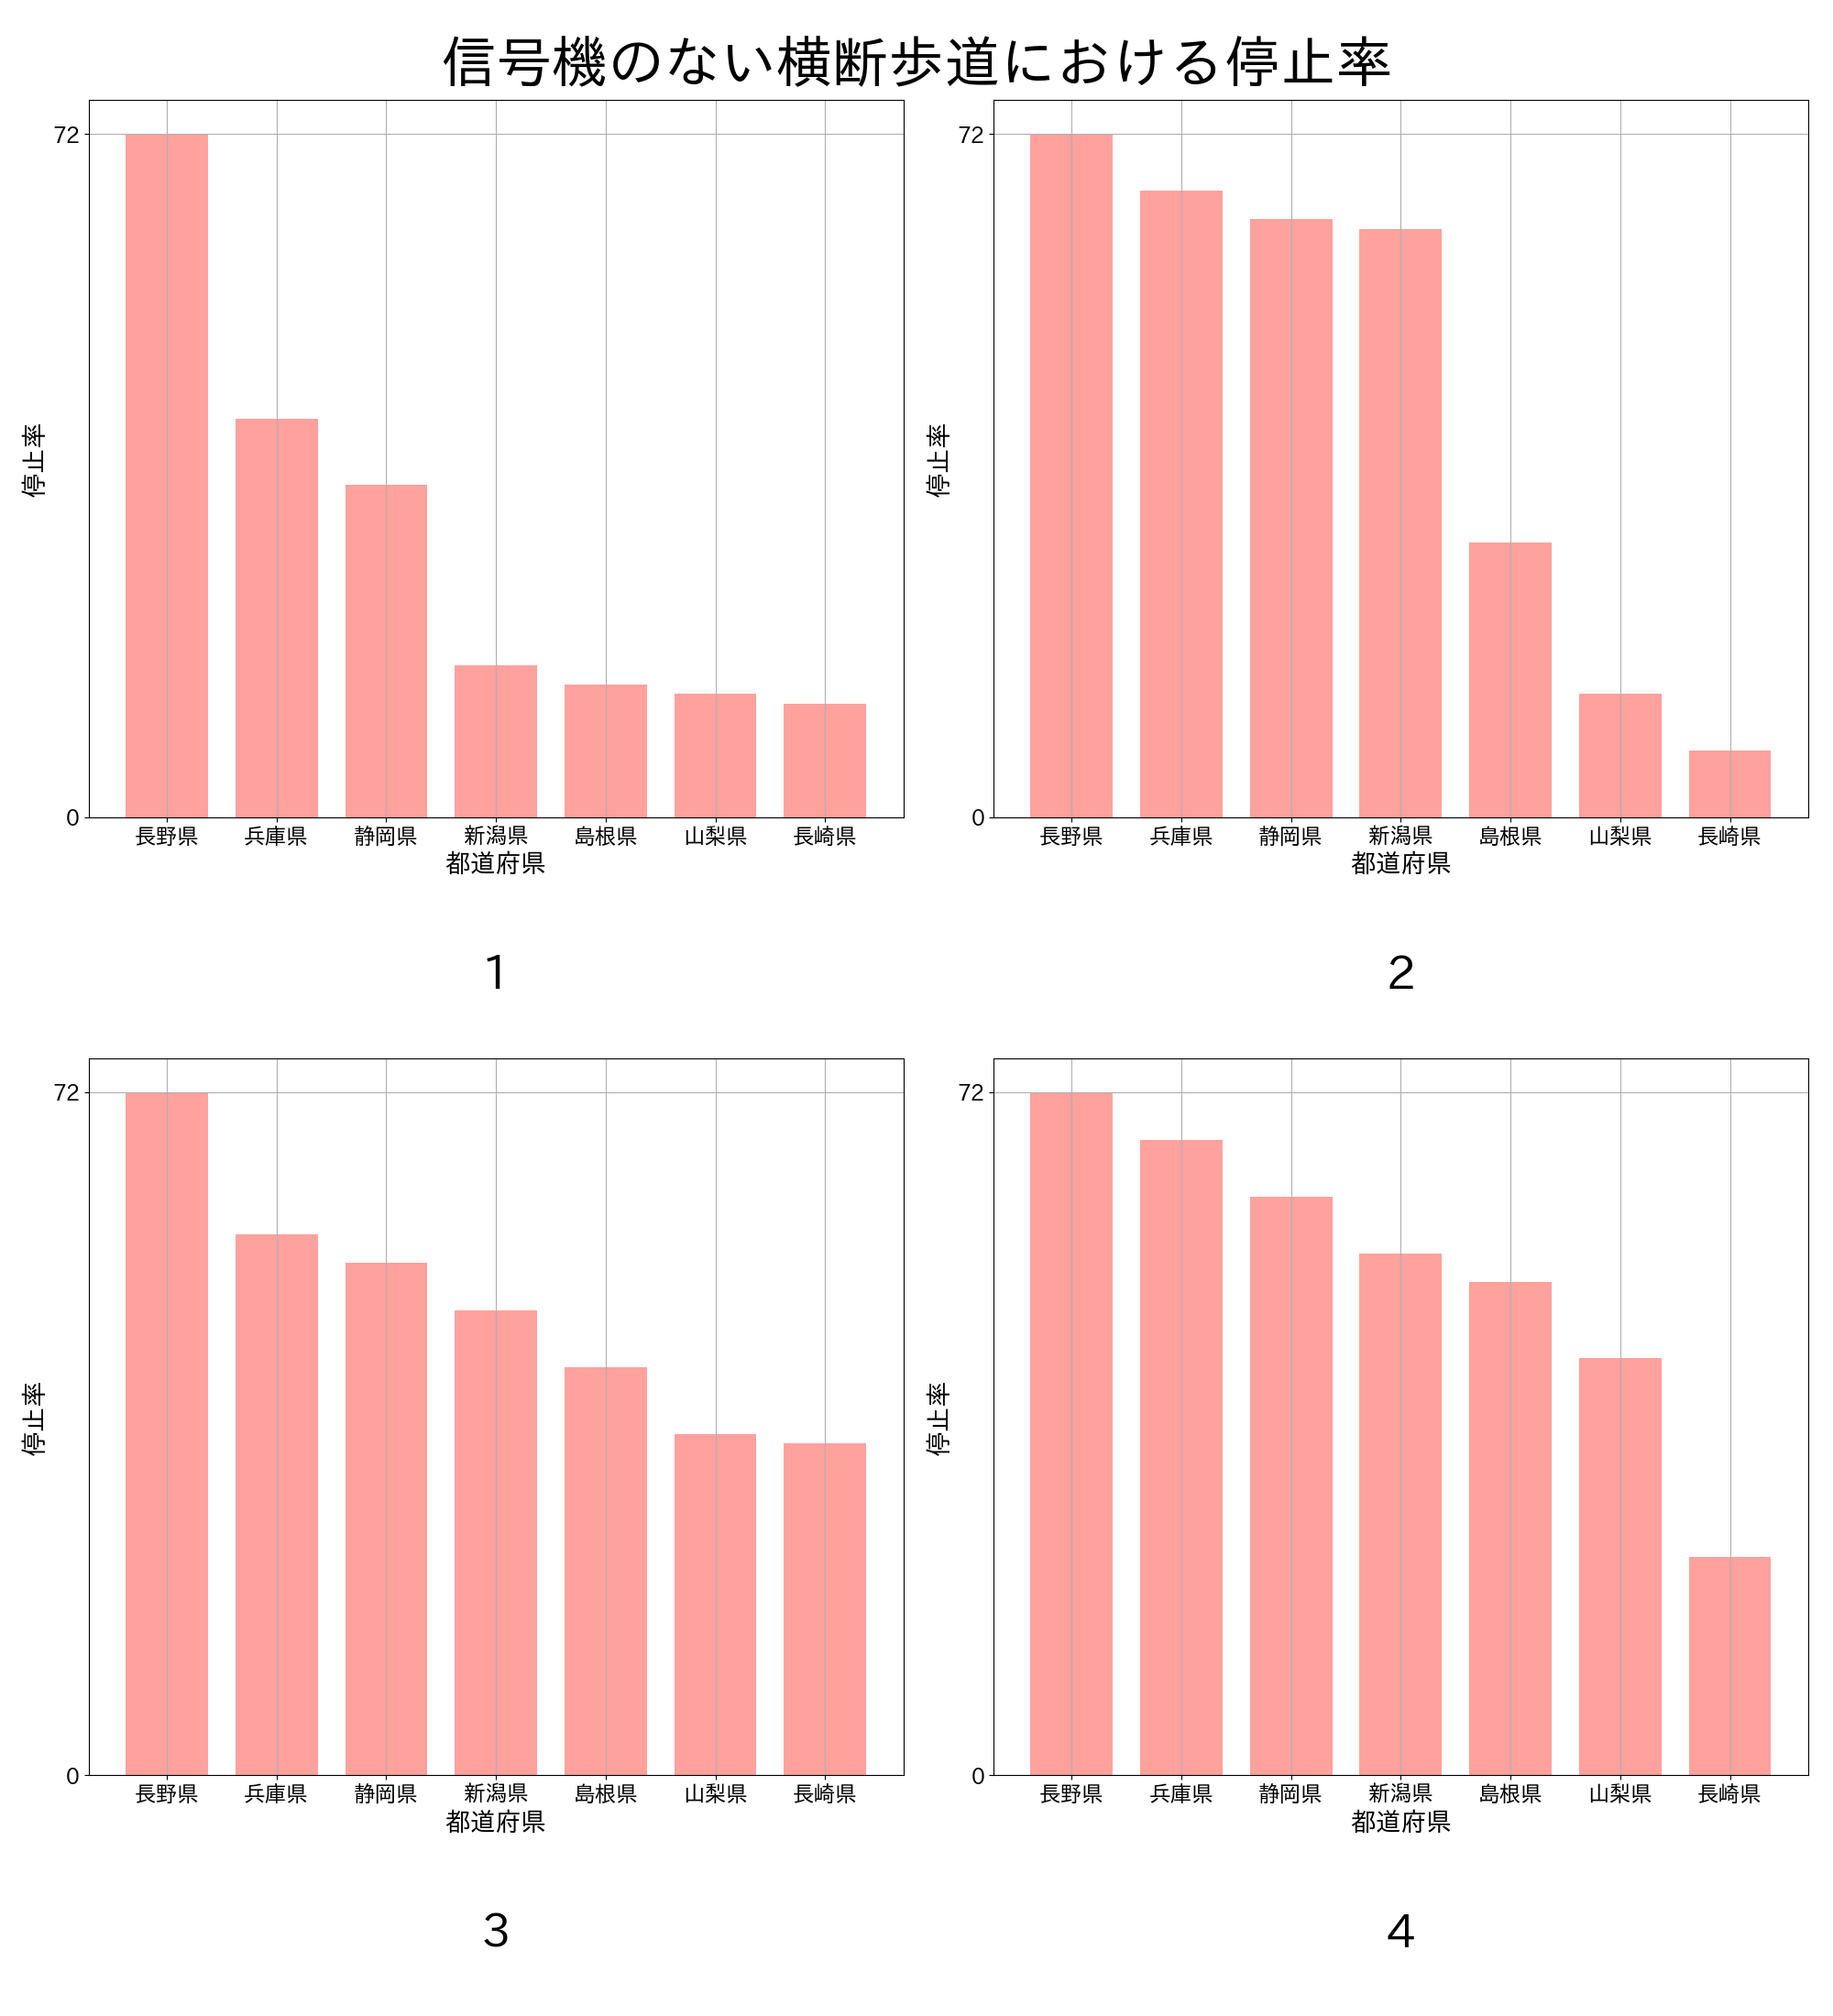 信号機のない横断歩道における停止率
72
停止率
0
長野県 兵庫県 静岡県 新潟県 島根県 山梨県 長崎県
都道府県
1
72
停止率
0
長野県 兵庫県 静岡県 新潟県 島根県 山梨県 長崎県
都道府県
2
72
停止率
0
長野県 兵庫県 静岡県 新潟県 島根県 山梨県 長崎県
都道府県
3
72
停止率
0
長野県 兵庫県 静岡県 新潟県 島根県 山梨県 長崎県
都道府県
4